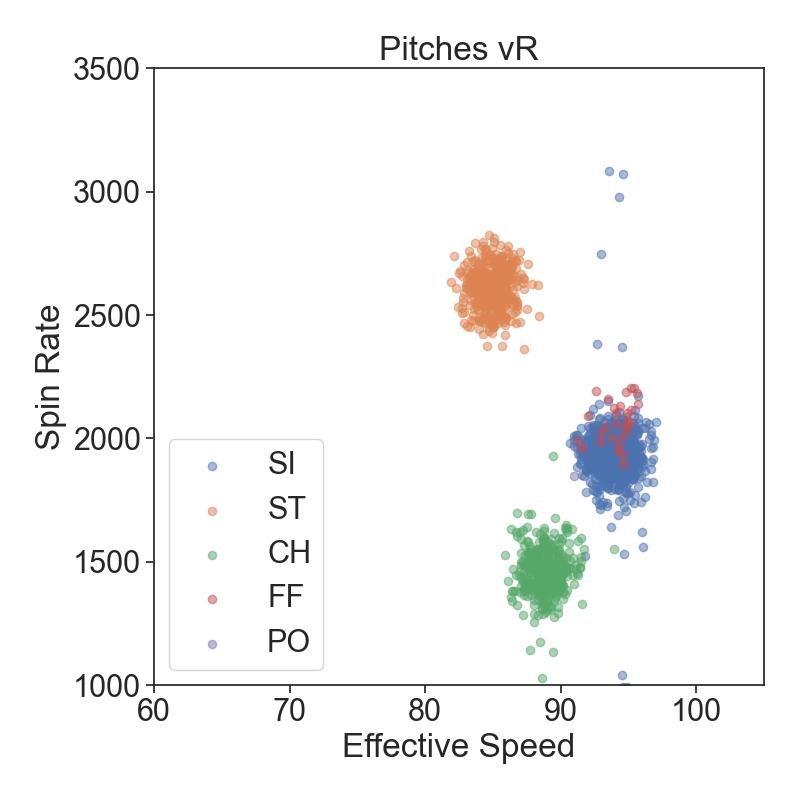 Pitches vR
3500
3000
2500
2000
1500
1000
Spin Rate
SI
ST
CH
FF
PO
60 70 80 90 100
Effective Speed